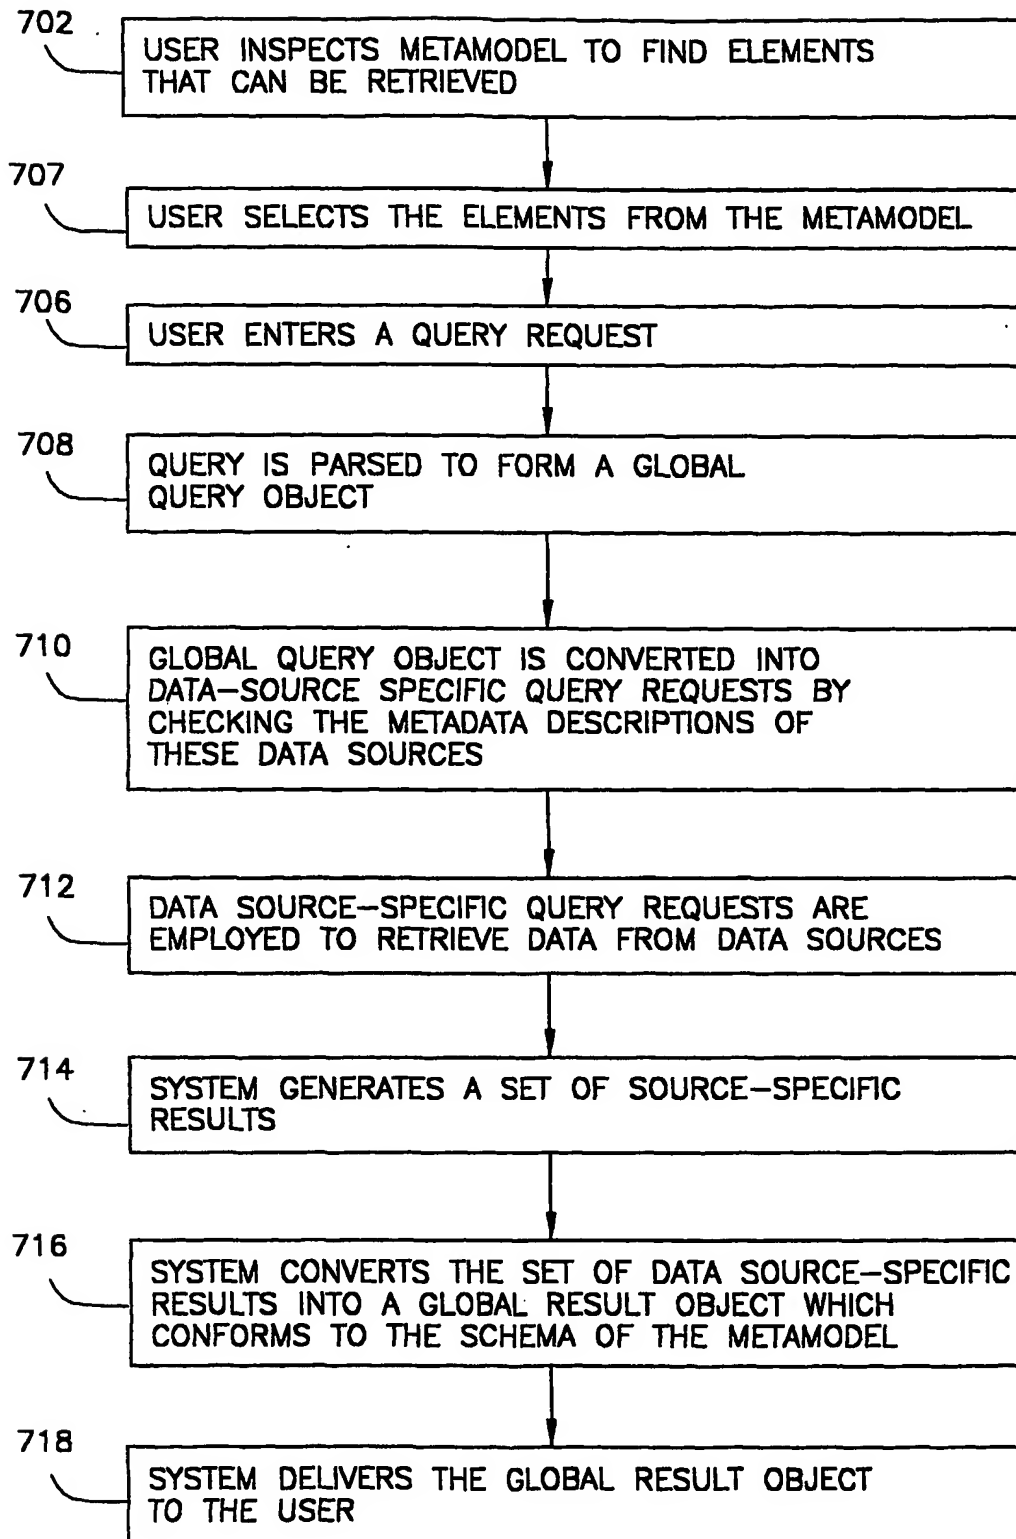 702
USER INSPECTS METAMODEL TO FIND ELEMENTS
THAT CAN BE RETRIEVED
707
USER SELECTS THE ELEMENTS FROM THE METAMODEL
706
USER ENTERS A QUERY REQUEST
708
QUERY IS PARSED TO FORM A GLOBAL
QUERY OBJECT
710
GLOBAL QUERY OBJECT IS CONVERTED INTO
DATA-SOURCE SPECIFIC QUERY REQUESTS BY
CHECKING THE METADATA DESCRIPTIONS OF
THESE DATA SOURCES
712
DATA SOURCE-SPECIFIC QUERY REQUESTS ARE
EMPLOYED TO RETRIEVE DATA FROM DATA SOURCES
714
SYSTEM GENERATES A SET OF SOURCE-SPECIFIC
RESULTS
716
SYSTEM CONVERTS THE SET OF DATA SOURCE-SPECIFIC
RESULTS INTO A GLOBAL RESULT OBJECT WHICH
CONFORMS TO THE SCHEMA OF THE METAMODEL
718
SYSTEM DELIVERS THE GLOBAL RESULT OBJECT
TO THE USER